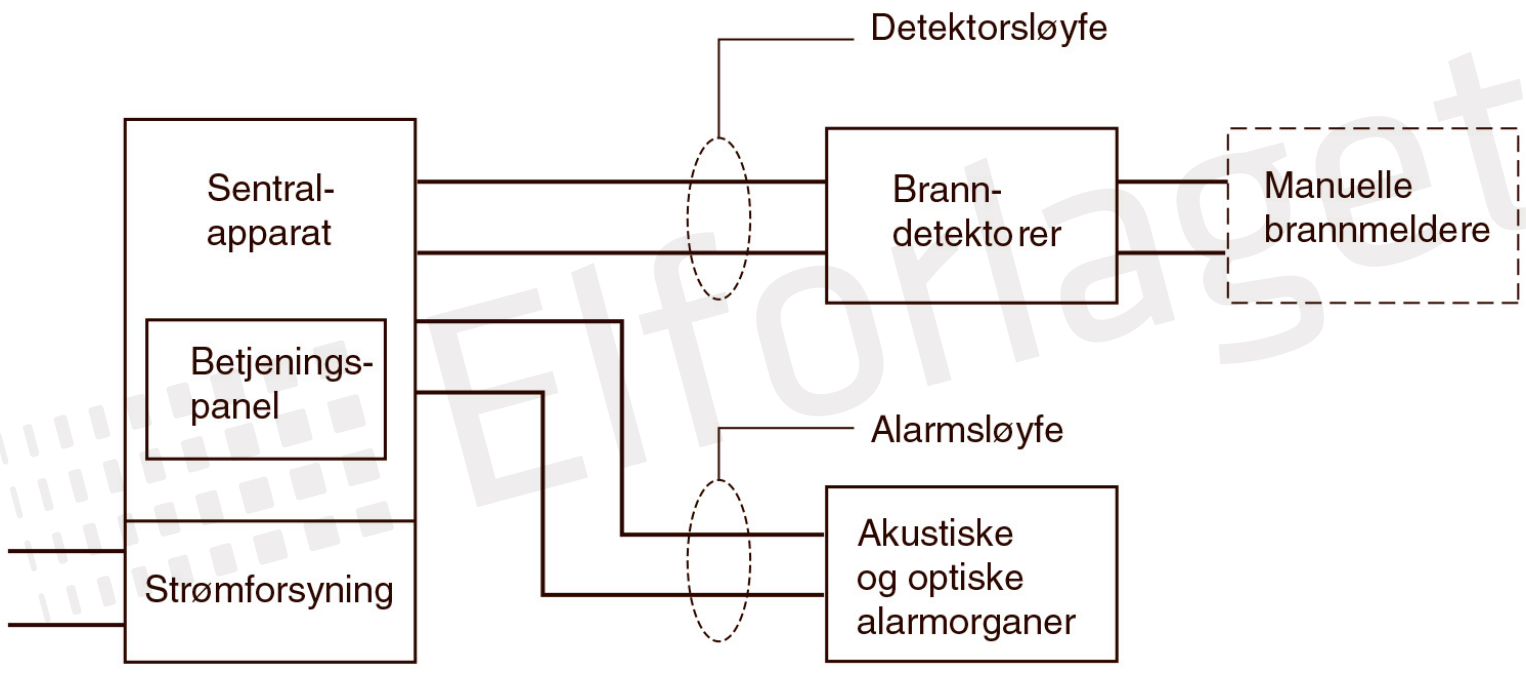 Detektorsløyfe
Sentral-
apparat
Brann-
detektorer
Manuelle
brannmeldere
Betjenings-
panel
Alarmsløyfe
Akustiske
og optiske
alarmorganer
Strømforsyning
Elforlaget